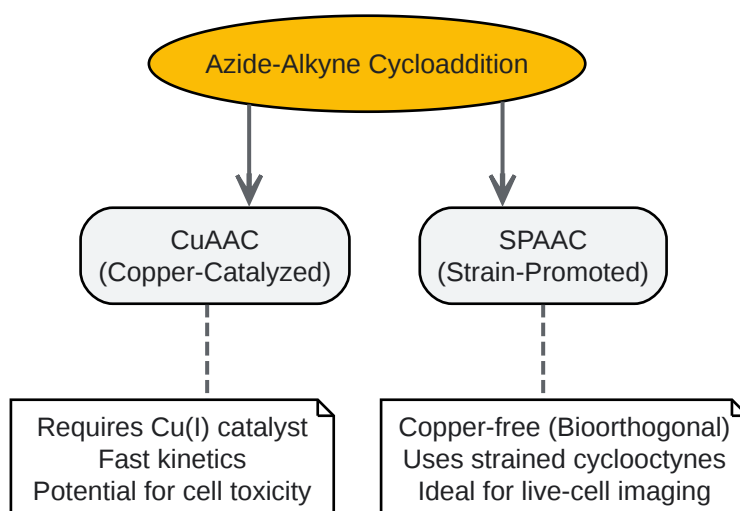 Azide-Alkyne Cycloaddition
CuAAC
(Copper-Catalyzed)
SPAAC
(Strain-Promoted)
Requires Cu(I) catalyst
Fast kinetics
Potential for cell toxicity
Copper-free (Bioorthogonal)
Uses strained cyclooctynes
Ideal for live-cell imaging